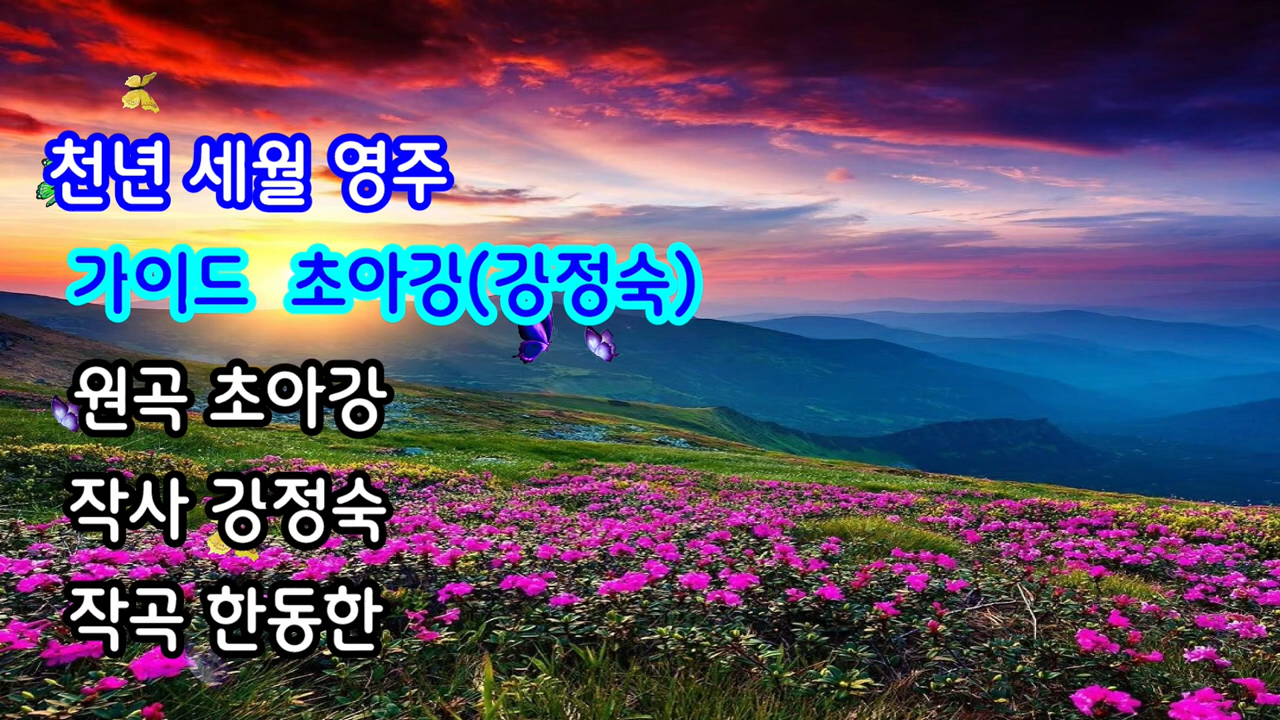 천년 세월 영주
가이드 초아강(강정숙)
원곡 초아강
작사 강정숙
작곡 한동한